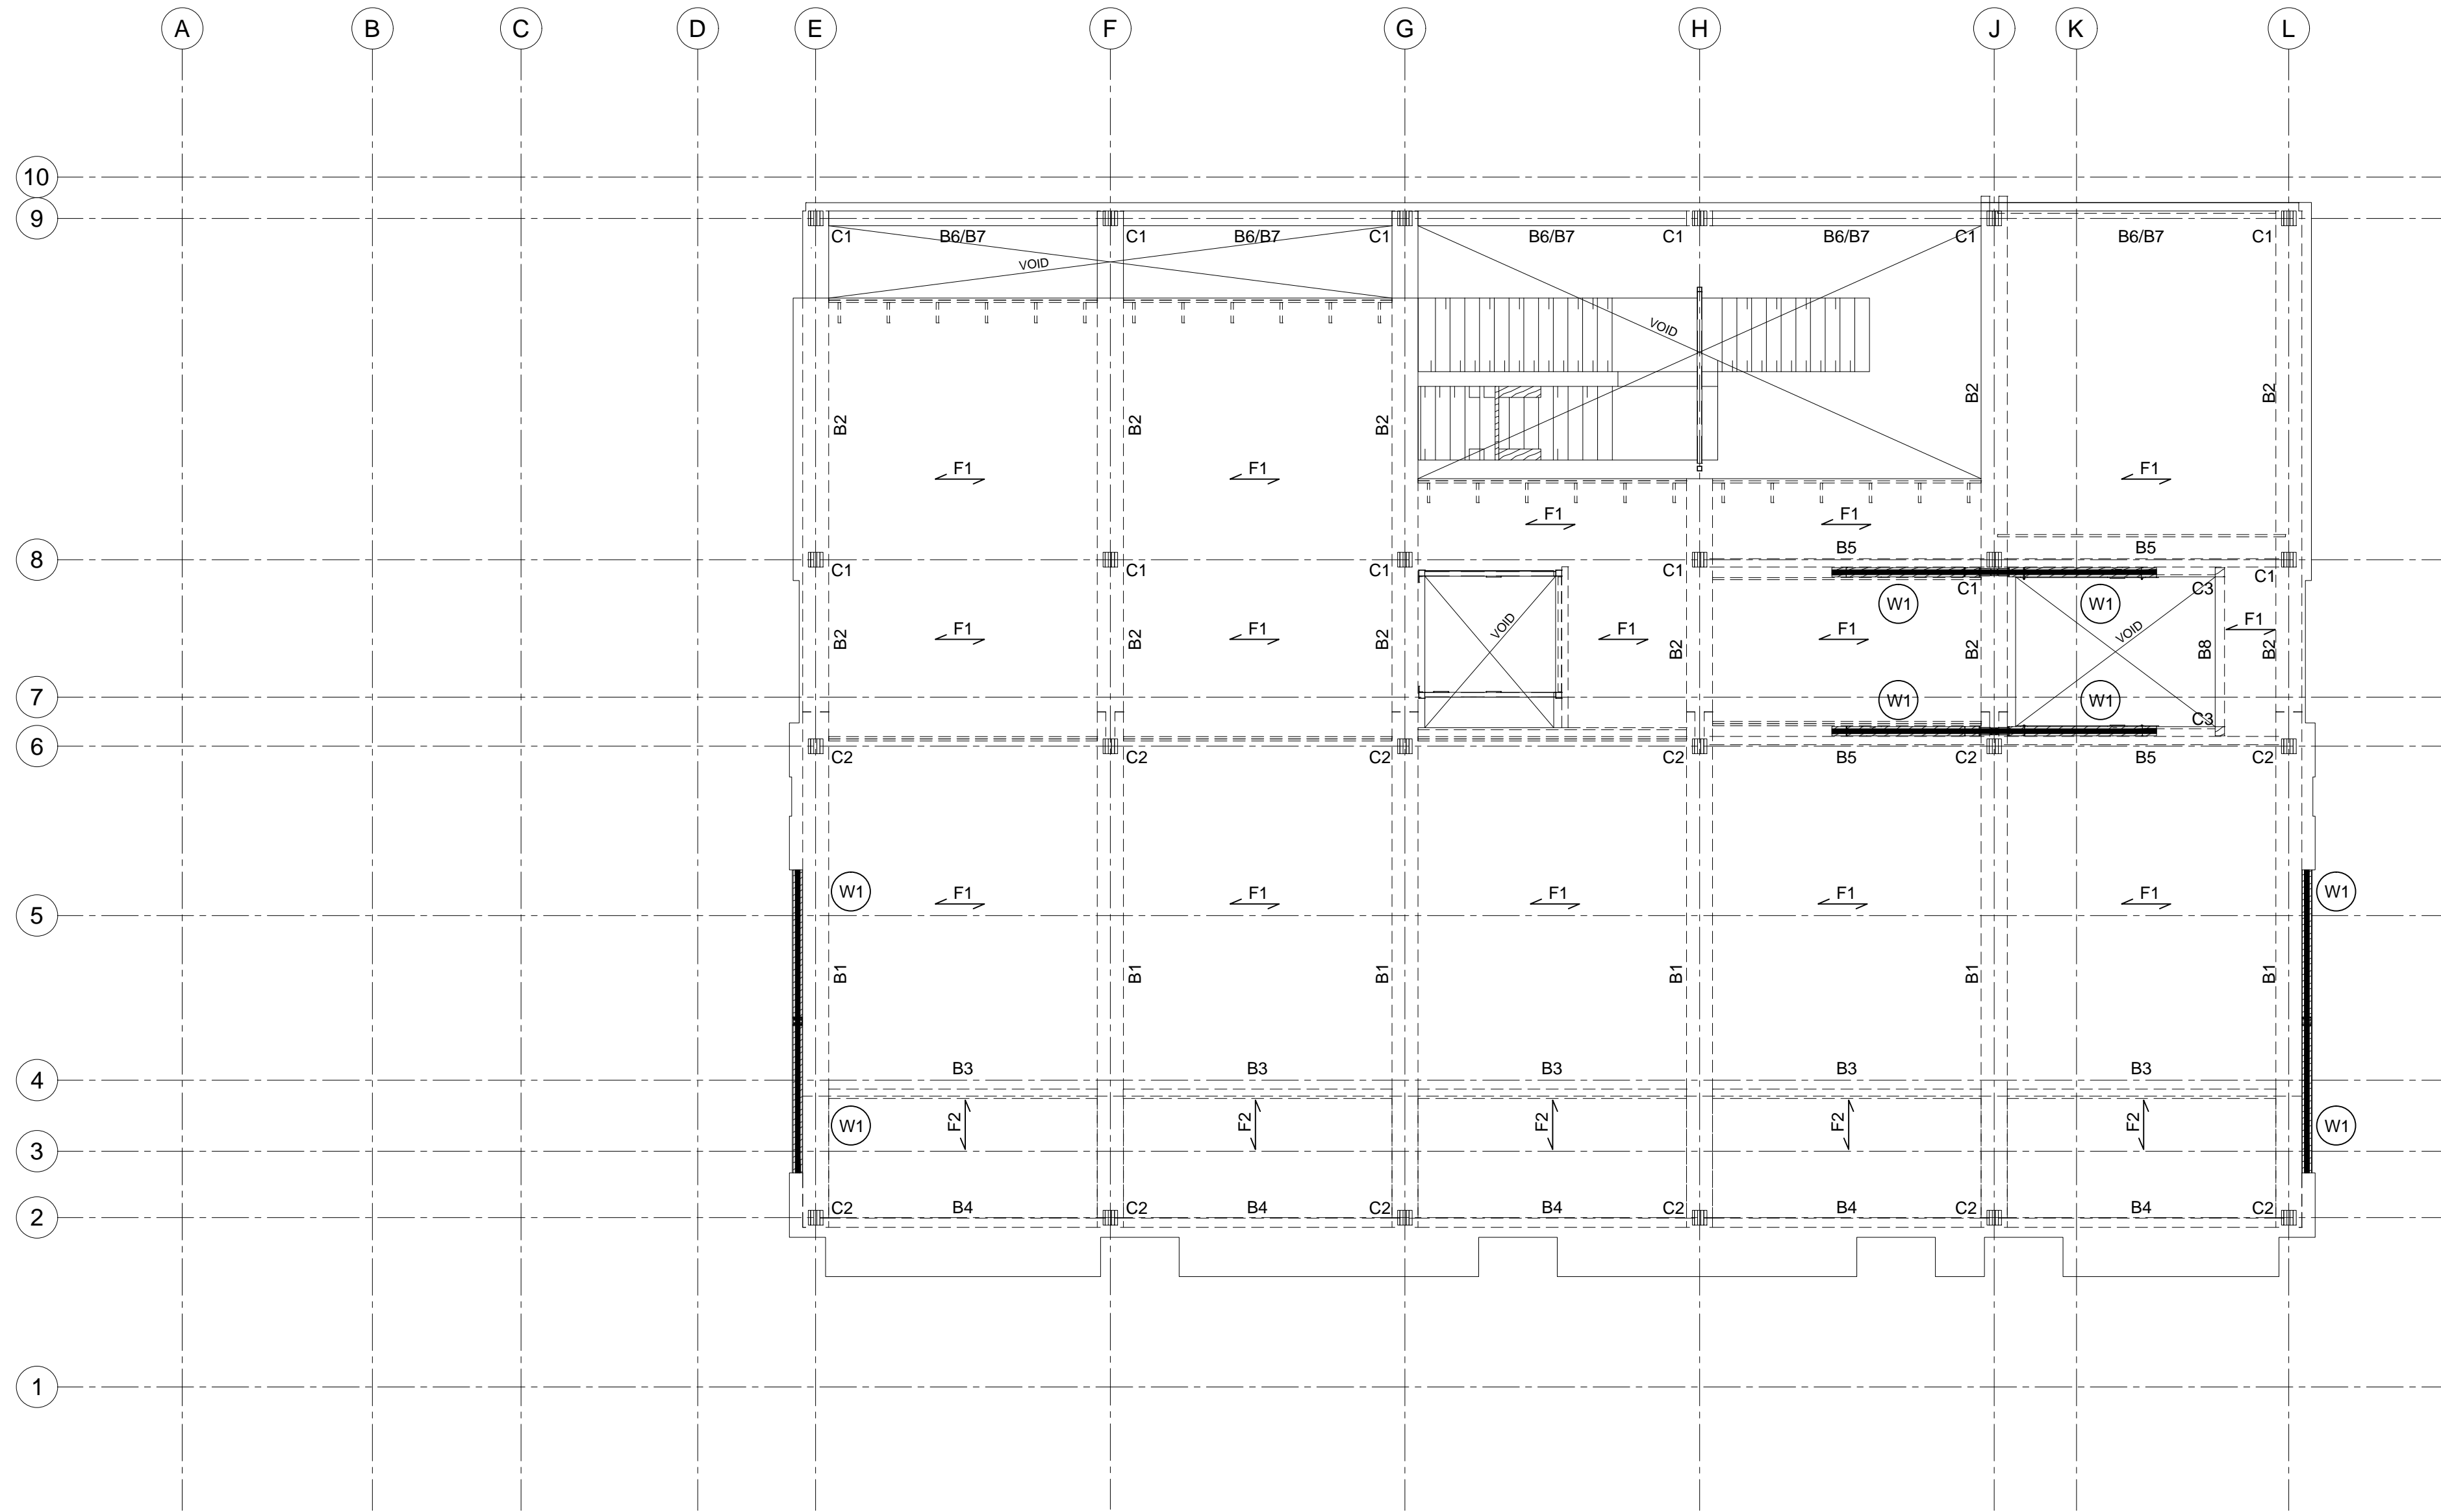 A B C D E F G H J K L
10
9
C1 B6/B7 C1 B6/B7 C1 B6/B7 C1 B6/B7 C1 B6/B7 C1
VOID
VOID
B2 B2
B2 B2 B2
F1 F1 F1
F1 F1
B5 B5
8
C1 C1 C1 C1 C1 C3 C1
W1 W1
F1 F1 VOID F1 F1 VOID F1
B2 B2 B2 B2 B2 B8 B2
7
W1 W1
C3
6
C2 C2 C2 C2 B5 C2 B5 C2
W1 F1 F1 F1 F1 F1 W1
5
B1 B1 B1 B1 B1 B1
B3 B3 B3 B3 B3
4
W1 F2 F2 F2 F2 F2 W1
3
C2 B4 C2 B4 C2 B4 C2 B4 C2 B4 C2
2
1